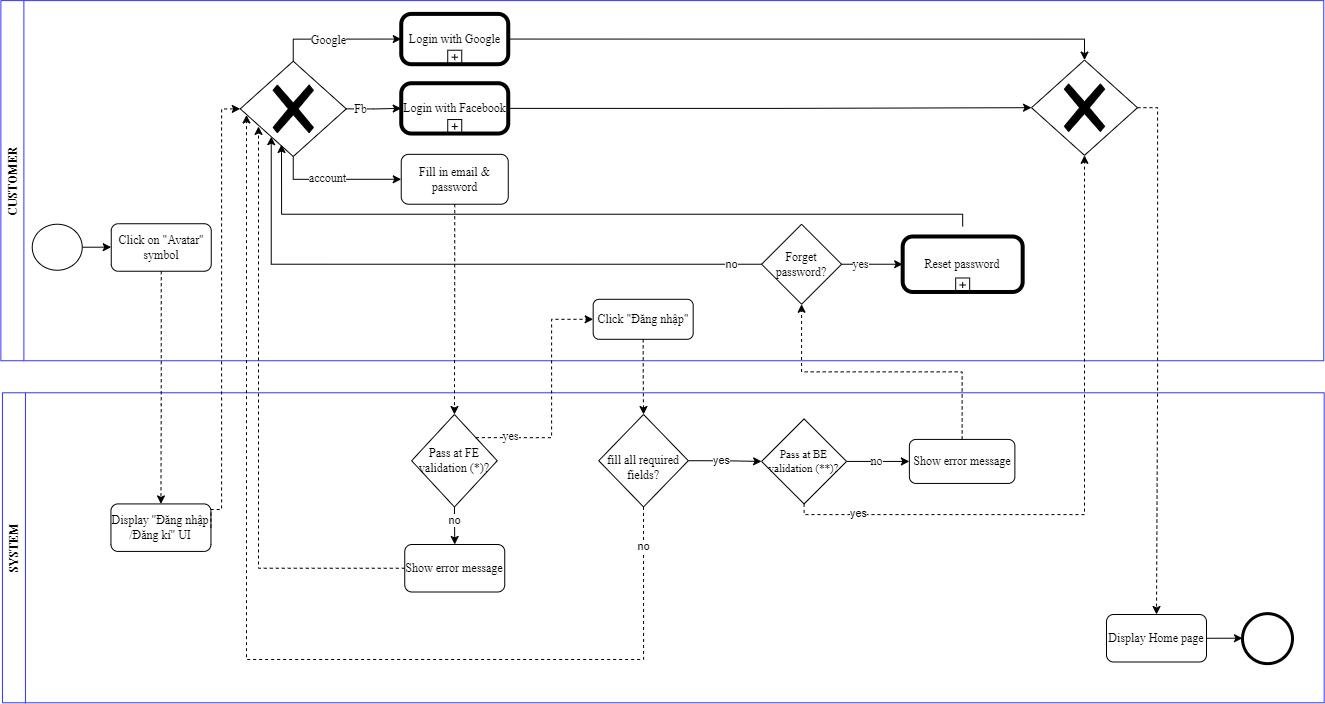 CUSTOMER
Google
Login with Google
Fb
Login with Facebook
account
Fill in email &
password
Click on "Avatar"
symbol
no
Forget
password?
yes
Reset password
Click "Đăng nhập"
SYSTEM
Display "Đăng nhập
/Đăng kí" UI
Pass at FE
validation (*)?
yes
no
Show error message
fill all required
fields?
yes
no
Pass at BE
validation (**)?
no
yes
Show error message
Display Home page